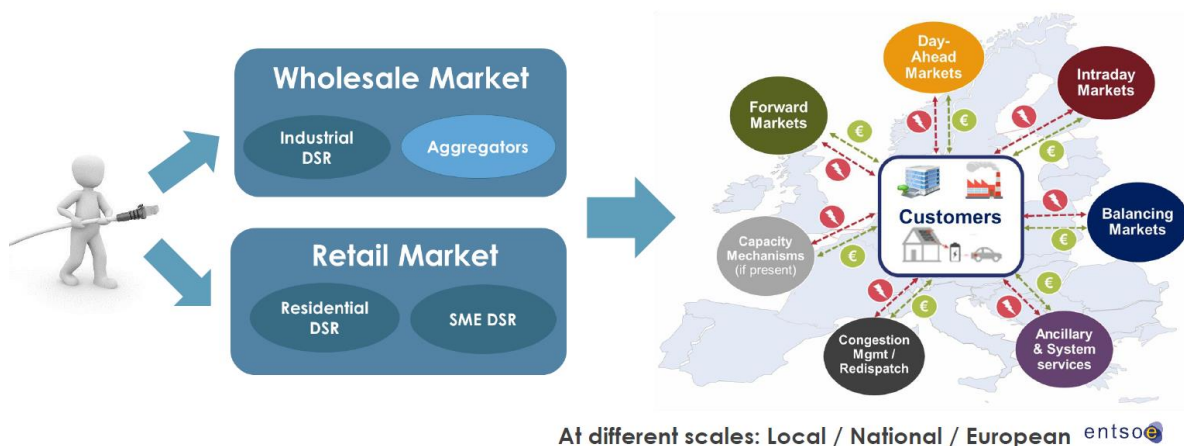 Wholesale Market
Industrial
DSR
Aggregators
Retail Market
Residential
DSR
SME DSR
Day-
Ahead
Markets
Intraday
Markets
Forward
Markets
€
€
€
Customers
Balancing
Markets
€
Capacity
Mechanisms
(if present)
€
Congestion
Mgmt /
Redispatch
€
Ancillary
& System
services
€
At different scales: Local / National / European
entsoe